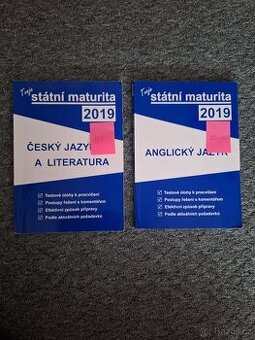 Tvoje
státní maturita
2019
ČESKÝ JAZY
A LITERATURA
Testové úlohy k procvičení
Postupy řešení s komentářem
Efektivní způsob přípravy
Podle aktuálních požadavků
Tvoje
státní maturita
2019
ANGLICKÝ JAZYK
Testové úlohy k procvičení
Postupy řešení s komentářem
Efektivní způsob přípravy
Podle aktuálních požadavků